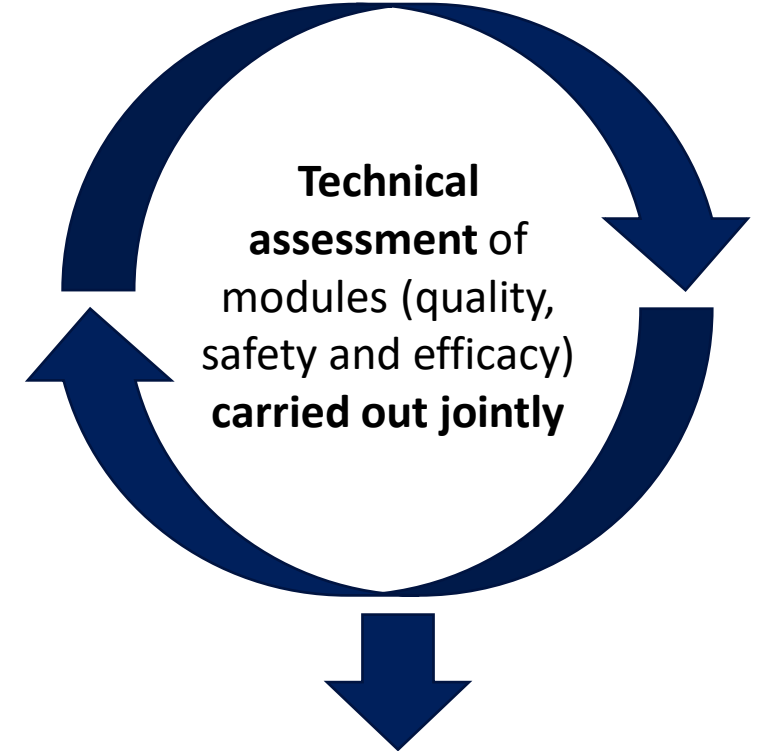 Technical
assessment of
modules (quality,
safety and efficacy)
carried out jointly